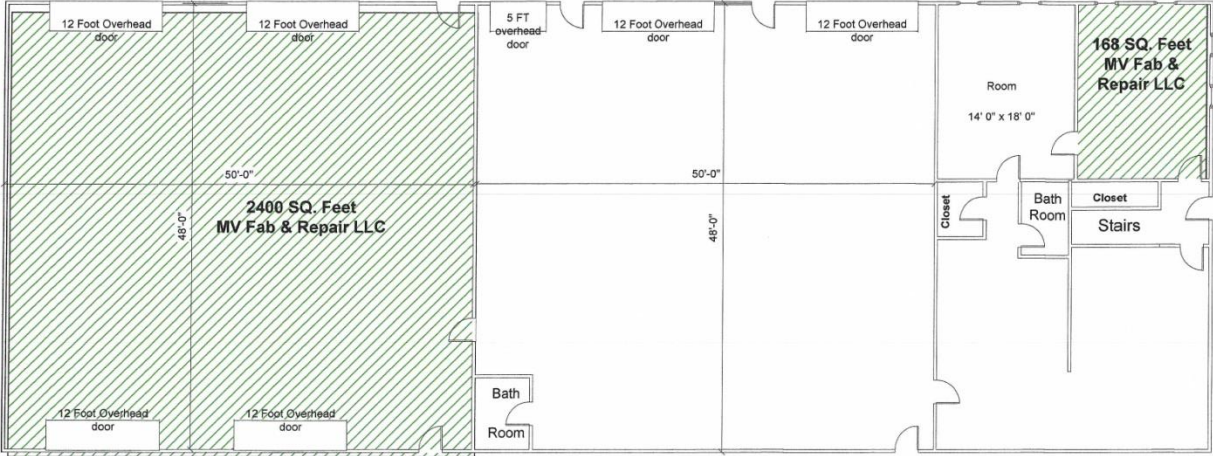 12 Foot Overhead
door
12 Foot Overhead
door
5 FT
overhead
door
12 Foot Overhead
door
12 Foot Overhead
door
Room
14' 0" x 18' 0"
168 SQ. Feet
MV Fab &
Repair LLC
50'-0"
48'-0"
2400 SQ. Feet
MV Fab & Repair LLC
50'-0"
48'-0"
Closet
Bath
Room
Closet
Stairs
12 Foot Overhead
door
12 Foot Overhead
door
Bath
Room